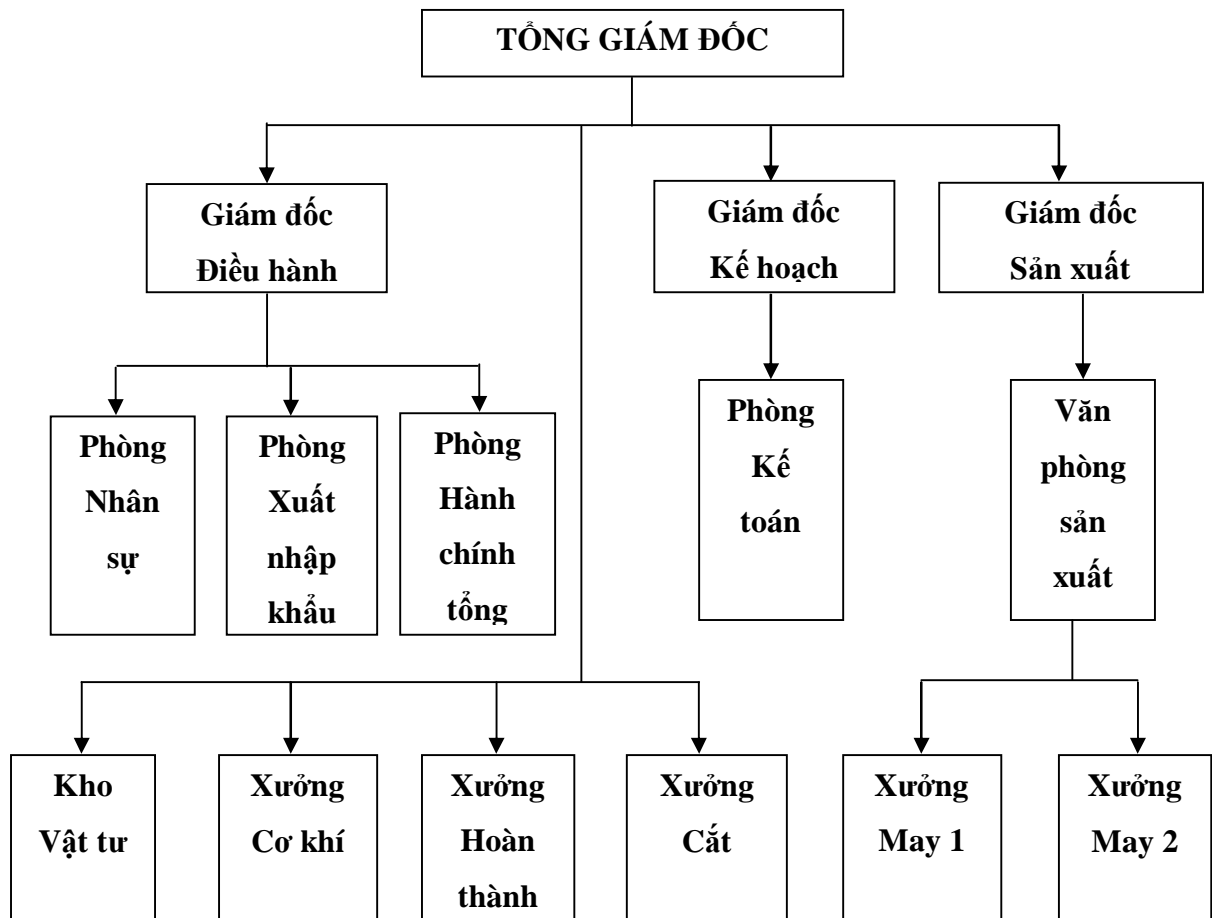 TỔNG GIÁM ĐỐC
Giám đốc
Điều hành
Giám đốc
Kế hoạch
Giám đốc
Sản xuất
Phòng
Nhân
sự
Phòng
Xuất
nhập
khẩu
Phòng
Hành
chính
tổng
Phòng
Kế
toán
Văn
phòng
sản
xuất
Kho
Vật tư
Xưởng
Cơ khí
Xưởng
Hoàn
thành
Xưởng
Cắt
Xưởng
May 1
Xưởng
May 2